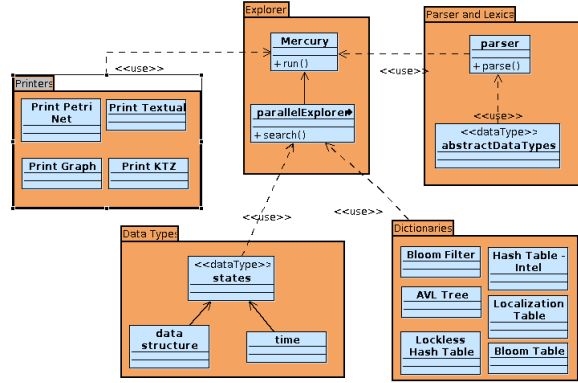 Explorer
Mercury
+ run()
parallelExplorer
+ search()
Parser and Lexica
parser
+ parse()
<<dataType>>
abstractDataTypes
<<use>>
<<use>>
<<use>>
Printers
Print Petri
Net
Print Textual
Print Graph
Print KTZ
<<use>>
<<use>>
Data Types
<<dataType>>
states
data
structure
time
Dictionaries
Bloom Filter
Hash Table -
Intel
AVL Tree
Localization
Table
Lockless
Hash Table
Bloom Table